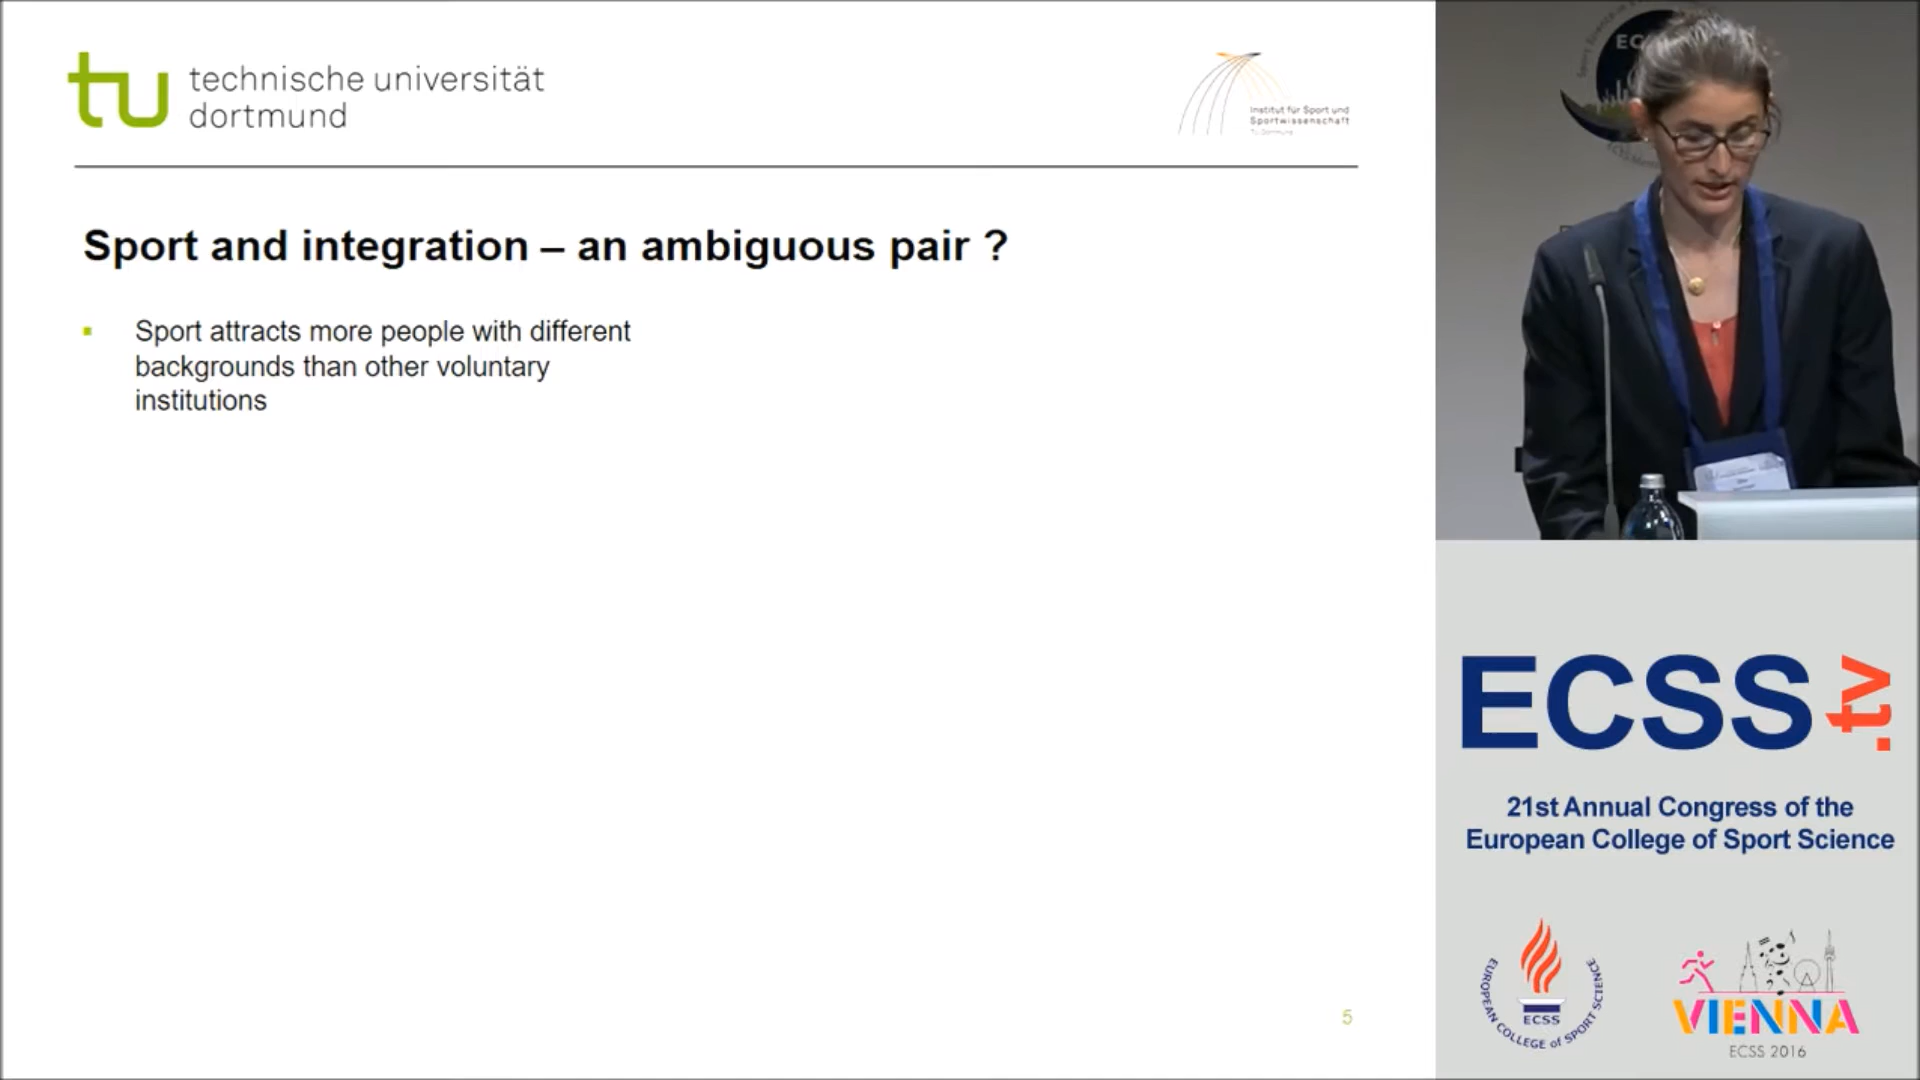 technische universität
dortmund
Institut für Sport und
Sportwissenschaft
TU Dortmund
Sport and integration – an ambiguous pair ?
Sport attracts more people with different
backgrounds than other voluntary
institutions
5
ECSS.tv
21st Annual Congress of the
European College of Sport Science
EUROPEAN COLLEGE of SPORT SCIENCE
ECSS
VIENNA
ECSS 2016